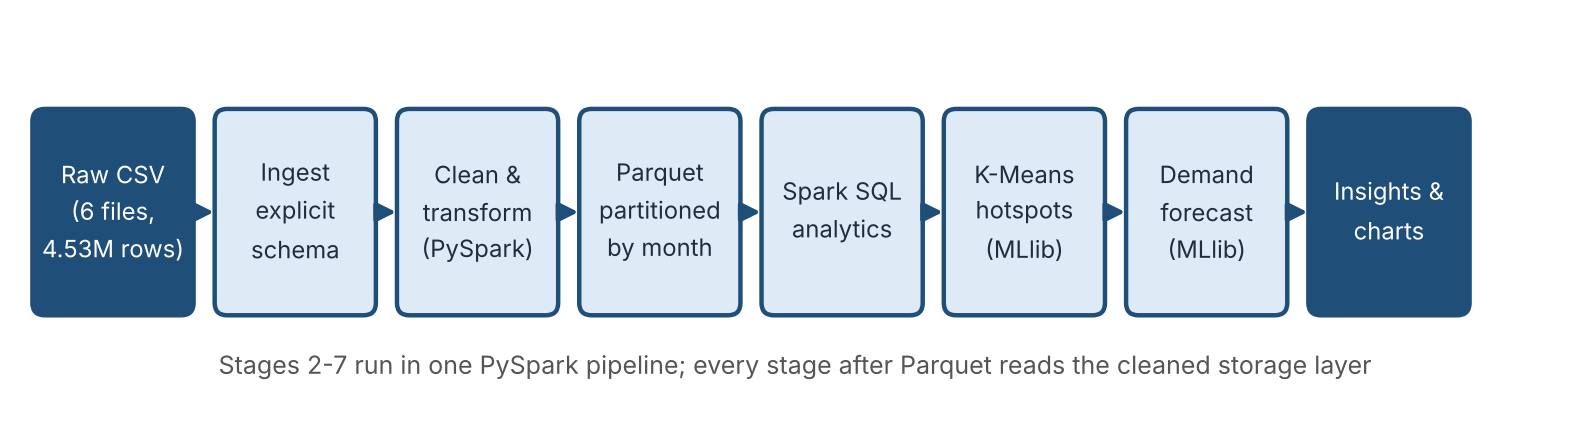 Raw CSV
(6 files,
4.53M rows)
Ingest
explicit
schema
Clean &
transform
(PySpark)
Parquet
partitioned
by month
Spark SQL
analytics
K-Means
hotspots
(MLlib)
Demand
forecast
(MLlib)
Insights &
charts
Stages 2-7 run in one PySpark pipeline; every stage after Parquet reads the cleaned storage layer